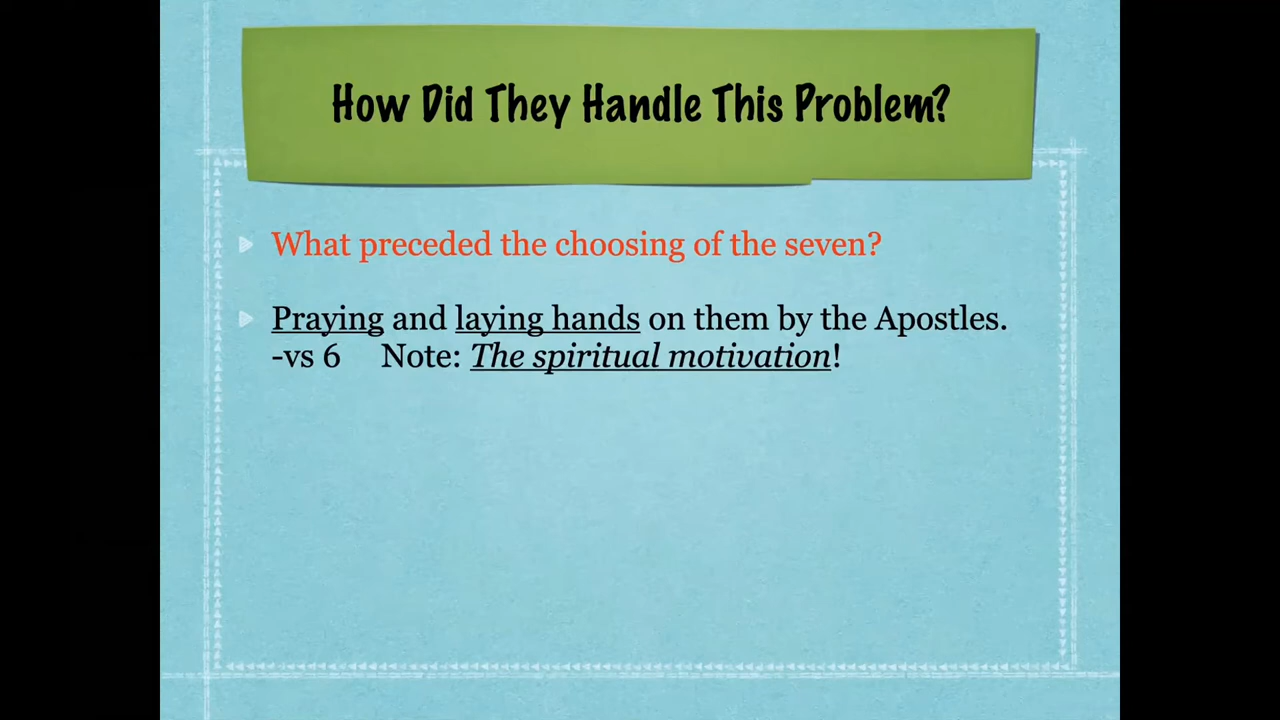 How Did They Handle This Problem?
What preceded the choosing of the seven?
Praying and laying hands on them by the Apostles.
-vs 6 Note: The spiritual motivation!